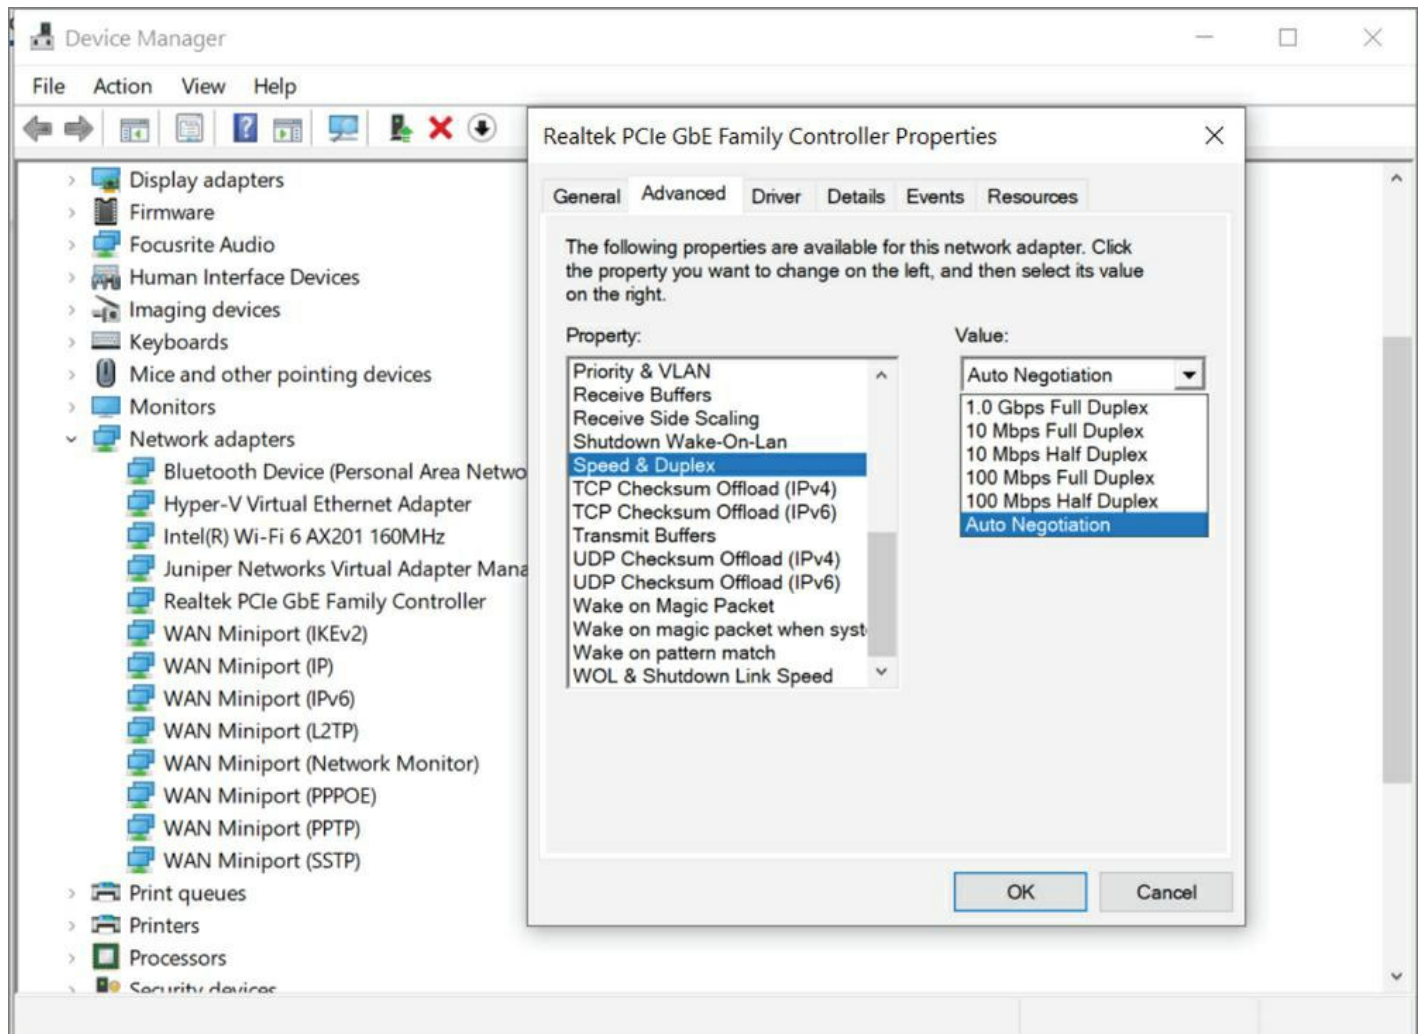 Device Manager
File Action View Help
Display adapters
Firmware
Focusrite Audio
Human Interface Devices
Imaging devices
Keyboards
Mice and other pointing devices
Monitors
Network adapters
Bluetooth Device (Personal Area Netwo
Hyper-V Virtual Ethernet Adapter
Intel(R) Wi-Fi 6 AX201 160MHz
Juniper Networks Virtual Adapter Mana
Realtek PCIe GbE Family Controller
WAN Miniport (IKEv2)
WAN Miniport (IP)
WAN Miniport (IPv6)
WAN Miniport (L2TP)
WAN Miniport (Network Monitor)
WAN Miniport (PPPOE)
WAN Miniport (PPTP)
WAN Miniport (SSTP)
Print queues
Printers
Processors
Security devices
Realtek PCIe GbE Family Controller Properties
General Advanced Driver Details Events Resources
The following properties are available for this network adapter. Click
the property you want to change on the left, and then select its value
on the right.
Property:
Priority & VLAN
Receive Buffers
Receive Side Scaling
Shutdown Wake-On-Lan
Speed & Duplex
TCP Checksum Offload (IPv4)
TCP Checksum Offload (IPv6)
Transmit Buffers
UDP Checksum Offload (IPv4)
UDP Checksum Offload (IPv6)
Wake on Magic Packet
Wake on magic packet when syst
Wake on pattern match
WOL & Shutdown Link Speed
Value:
Auto Negotiation
1.0 Gbps Full Duplex
10 Mbps Full Duplex
10 Mbps Half Duplex
100 Mbps Full Duplex
100 Mbps Half Duplex
Auto Negotiation
OK Cancel